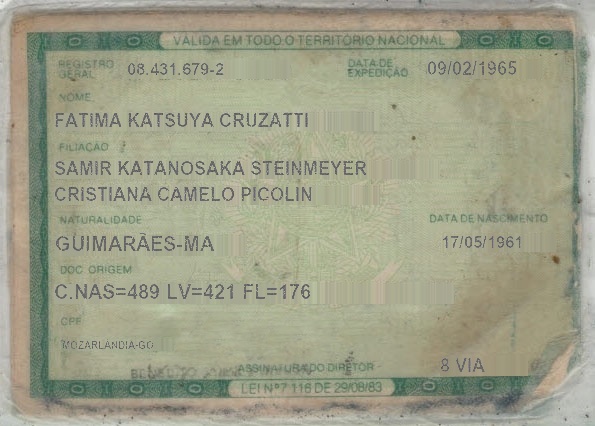 VÁLIDA EM TODO O TERRITÓRIO NACIONAL
REGISTRO GERAL 08.431.679-2 DATA DE EXPEDIÇÃO 09/02/1965
NOME
FATIMA KATSUYA CRUZATTI
FILIAÇÃO
SAMIR KATANOSAKA STEINMEYER
CRISTIANA CAMELO PICOLIN
NATURALIDADE DATA DE NASCIMENTO
GUIMARÃES-MA 17/05/1961
DOC ORIGEM
C.NAS=489 LV=421 FL=176
CPF
MOZARLANDIA-GO
ASSINATURA DO DIRETOR 8 VIA
LEI Nº 7.116 DE 29/08/83